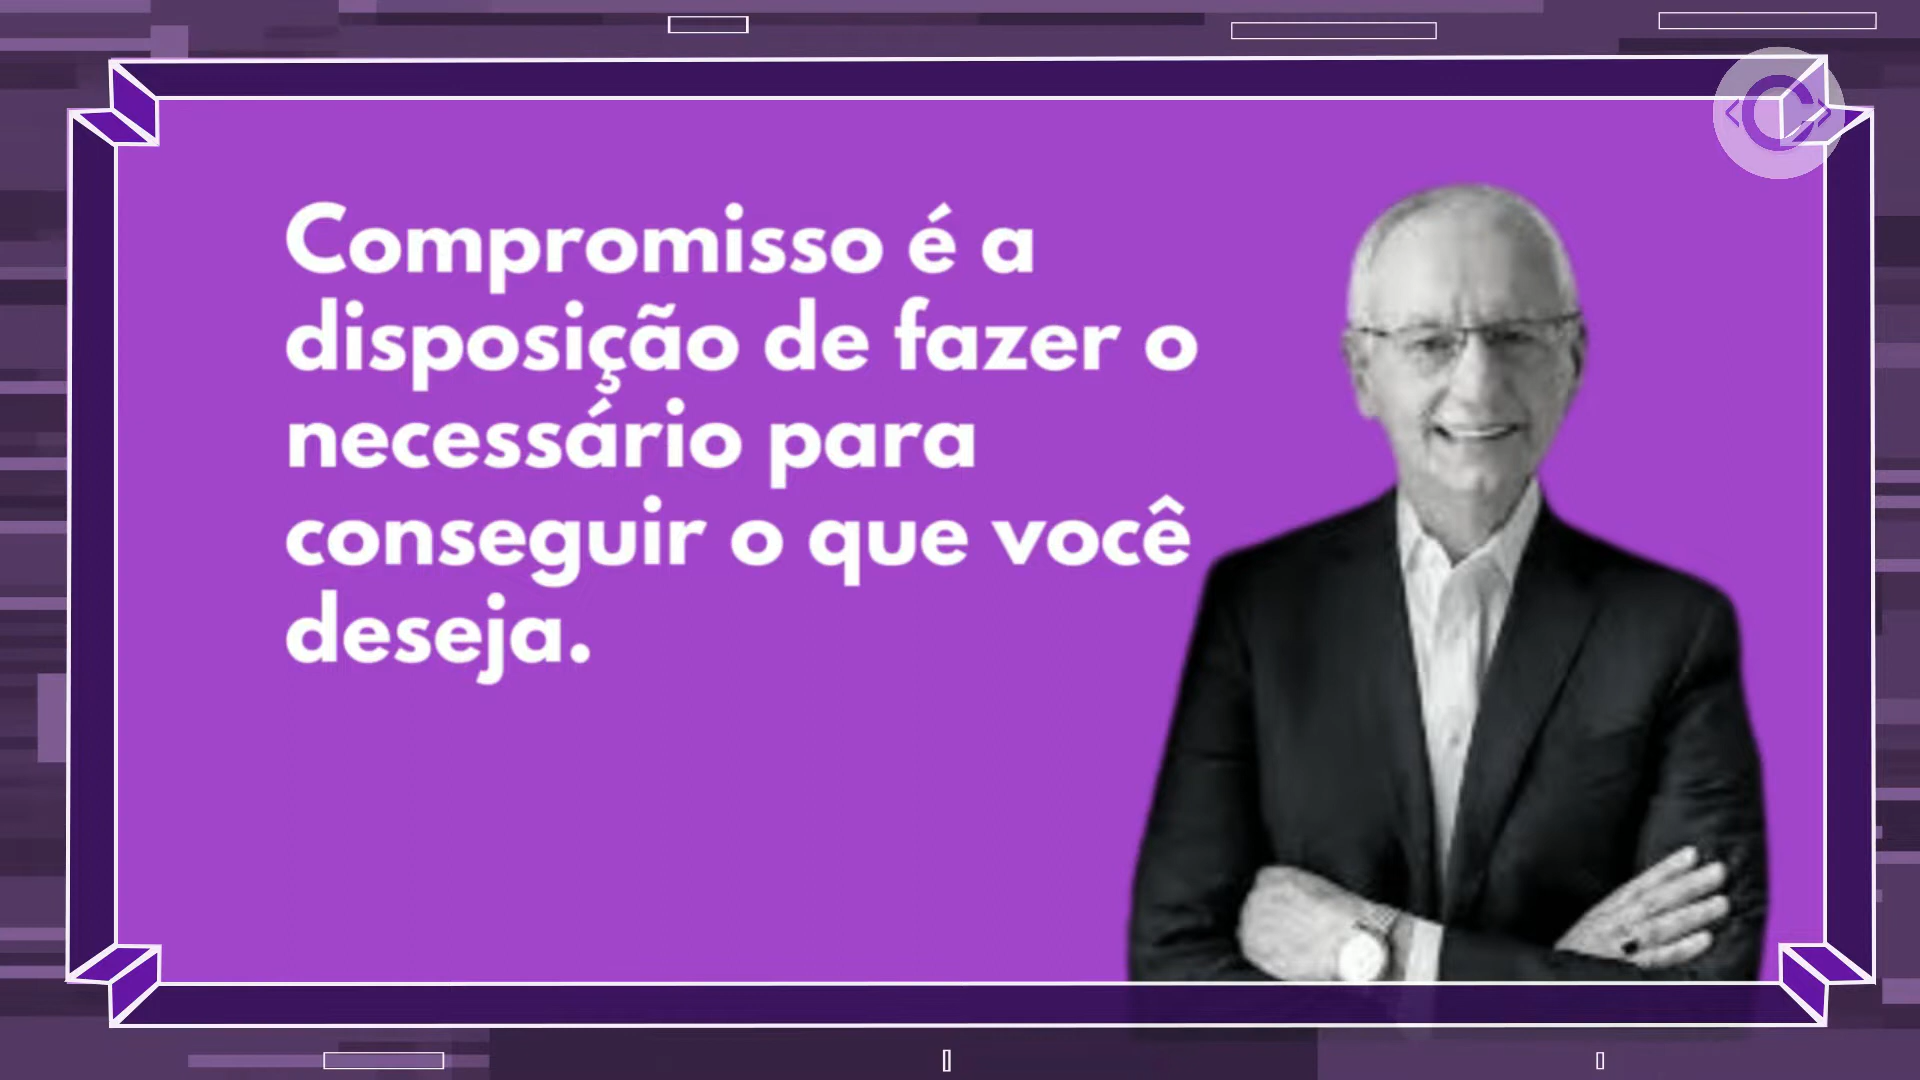 Compromisso é a
disposição de fazer o
necessário para
conseguir o que você
deseja.